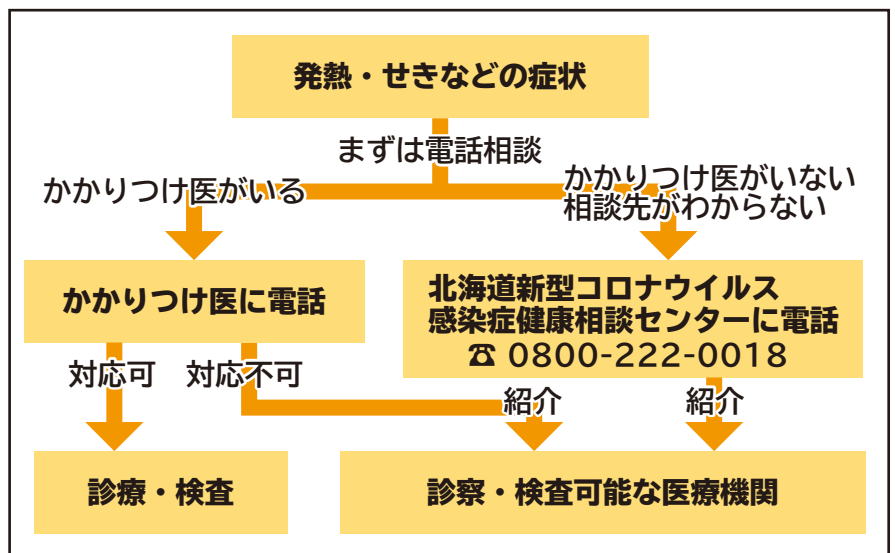 発熱・せきなどの症状
まずは電話相談
かかりつけ医がいる
かかりつけ医がいない
相談先がわからない
かかりつけ医に電話
北海道新型コロナウイルス
感染症健康相談センターに電話
☎ 0800-222-0018
対応可
対応不可
紹介
紹介
診療・検査
診察・検査可能な医療機関